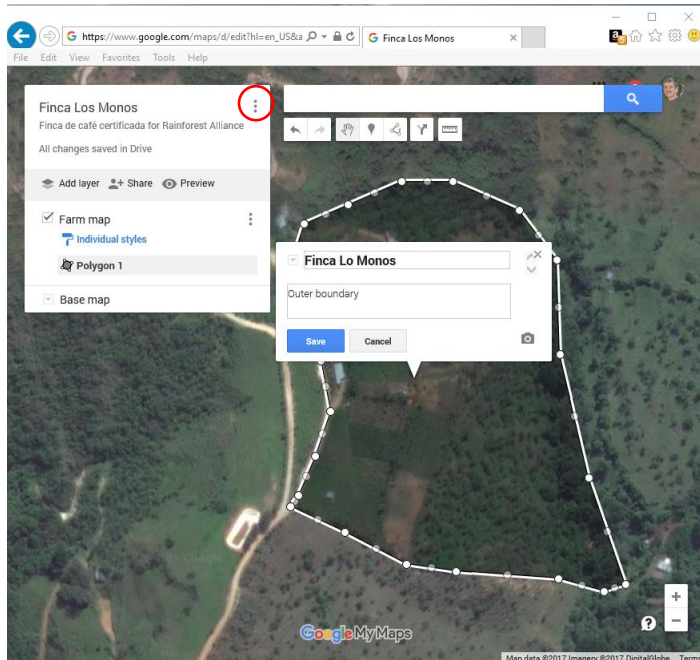 https://www.google.com/maps/d/edit?hl=en_US&a
Finca Los Monos
File Edit View Favorites Tools Help
Finca Los Monos
Finca de café certificada for Rainforest Alliance
All changes saved in Drive
Add layer Share Preview
Farm map
Individual styles
Polygon 1
Base map
Finca Lo Monos
Outer boundary
Save Cancel
Google My Maps
Map data ©2017 Imagery ©2017 DigitalGlobe Term